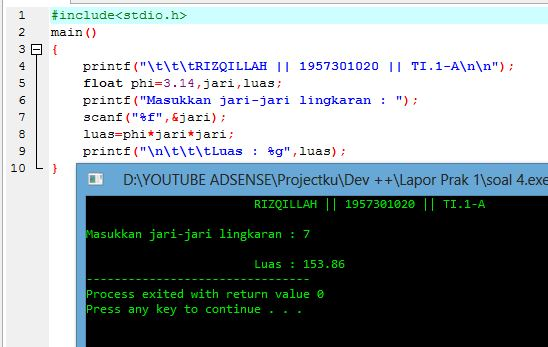 1 #include<stdio.h>
2 main()
3 {
4 printf("\t\t\tRIZQILLAH || 1957301020 || TI.1-A\n\n");
5 float phi=3.14,jari,luas;
6 printf("Masukkan jari-jari lingkaran : ");
7 scanf("%f",&jari);
8 luas=phi*jari*jari;
9 printf("\n\t\t\tLuas : %g",luas);
10 }
D:\YOUTUBE ADSENSE\Projectku\Dev ++\Lapor Prak 1\soal 4.exe
RIZQILLAH || 1957301020 || TI.1-A
Masukkan jari-jari lingkaran : 7
Luas : 153.86
--------------------------------
Process exited with return value 0
Press any key to continue . . .